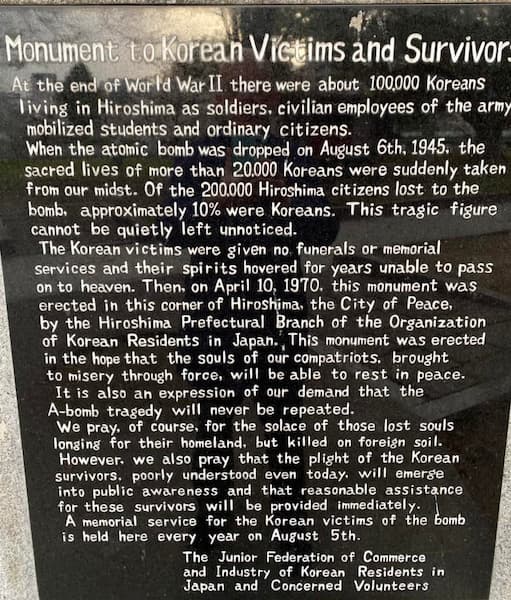 Monument to Korean Victims and Survivors
At the end of World War II there were about 100,000 Koreans
living in Hiroshima as soldiers, civilian employees of the army
mobilized students and ordinary citizens.
When the atomic bomb was dropped on August 6th, 1945, the
sacred lives of more than 20,000 Koreans were suddenly taken
from our midst. Of the 200,000 Hiroshima citizens lost to the
bomb, approximately 10% were Koreans. This tragic figure
cannot be quietly left unnoticed.
The Korean victims were given no funerals or memorial
services and their spirits hovered for years unable to pass
on to heaven. Then, on April 10, 1970, this monument was
erected in this corner of Hiroshima, the City of Peace,
by the Hiroshima Prefectural Branch of the Organization
of Korean Residents in Japan. This monument was erected
in the hope that the souls of our compatriots, brought
to misery through force, will be able to rest in peace.
It is also an expression of our demand that the
A-bomb tragedy will never be repeated.
We pray, of course, for the solace of those lost souls
longing for their homeland, but killed on foreign soil.
However, we also pray that the plight of the Korean
survivors, poorly understood even today, will emerge
into public awareness and that reasonable assistance
for these survivors will be provided immediately.
A memorial service for the Korean victims of the bomb
is held here every year on August 5th.
The Junior Federation of Commerce
and Industry of Korean Residents in
Japan and Concerned Volunteers